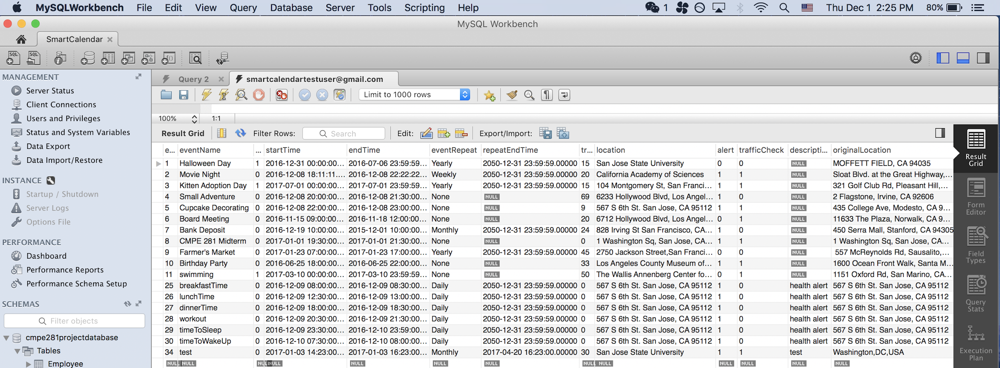 MySQLWorkbench File Edit View Query Database Server Tools Scripting Help 1 Thu Dec 1 2:25 PM 80%
MySQL Workbench
SmartCalendar
SQL SQL
MANAGEMENT
Server Status
Client Connections
Users and Privileges
Status and System Variables
Data Export
Data Import/Restore
INSTANCE
Startup / Shutdown
Server Logs
Options File
PERFORMANCE
Dashboard
Performance Reports
Performance Schema Setup
SCHEMAS
Filter objects
cmpe281projectdatabase
Tables
Employee
Query 2 smartcalendartestuser@gmail.com
Limit to 1000 rows
100% 1:1
Result Grid Filter Rows: Search Edit: Export/Import:
e... eventName ... startTime endTime eventRepeat repeatEndTime tr... location alert trafficCheck descripti... originalLocation
1 Halloween Day 1 2016-12-31 00:00:00... 2016-07-06 23:59:59... Yearly 2050-12-31 23:59:59.00000 15 San Jose State University 0 0 NULL MOFFETT FIELD, CA 94035
2 Movie Night 0 2016-12-08 18:11:11.... 2016-12-08 22:22:22... Weekly 2050-12-31 23:59:59.00000 20 California Academy of Sciences 1 1 NULL Sloat Blvd. at the Great Highway,...
3 Kitten Adoption Day 1 2017-07-01 00:00:00... 2017-07-01 23:59:59... Yearly 2050-12-31 23:59:59.00000 15 104 Montgomery St, San Franci... 1 1 NULL 321 Golf Club Rd, Pleasant Hill,...
4 Small Adventure 0 2016-12-08 20:00:00... 2016-12-08 21:30:00... None NULL 69 6233 Hollywood Blvd, Los Angel... 1 0 NULL 2 Flagstone, Irvine, CA 92606
5 Cupcake Decorating 0 2016-12-08 22:00:00... 2016-12-08 23:00:00... None NULL 9 567 S 6th St. San Jose, CA 95112 1 1 NULL 435 College Ave, Modesto, CA 9...
6 Board Meeting 0 2016-11-15 09:00:00... 2016-11-18 12:00:00... None NULL 20 6712 Hollywood Blvd, Los Angel... 0 1 NULL 11633 The Plaza, Norwalk, CA 9...
7 Bank Deposit 0 2016-12-19 10:00:00... 2015-12-01 10:00:00... Monthly 2050-12-31 23:59:59.00000 24 828 Irving St San Francisco, CA... 1 0 NULL 450 Serra Mall, Stanford, CA 94305
8 CMPE 281 Midterm 0 2017-01-01 19:30:00... 2017-01-01 21:30:00... None NULL 0 1 Washington Sq, San Jose, CA... 1 1 NULL 1 Washington Sq, San Jose, CA...
9 Farmer's Market 0 2017-01-23 07:00:00... 2017-01-23 17:00:00... Yearly 2050-12-31 23:59:59.00000 45 2750 Jackson Street,San Franci... 0 0 NULL 557 McReynolds Rd, Sausalito,...
10 Birthday Party 0 2016-06-25 18:00:00... 2016-06-25 22:00:00... None NULL 33 Los Angeles County Museum of... 1 1 NULL 1600 Ocean Front Walk, Santa M...
11 swimming 1 2017-03-10 00:00:00... 2017-03-10 23:59:59... None NULL 50 The Wallis Annenberg Center fo... 0 1 NULL 1151 Oxford Rd, San Marino, CA...
25 breakfastTime 0 2016-12-09 08:00:00... 2016-12-09 08:30:00... Daily 2050-12-31 23:59:59.00000 0 567 S 6th St. San Jose, CA 95112 1 0 health alert 567 S 6th St. San Jose, CA 95112
26 lunchTime 0 2016-12-09 12:30:00... 2016-12-09 13:00:00... Daily 2050-12-31 23:59:59.00000 0 567 S 6th St. San Jose, CA 95112 1 0 health alert 567 S 6th St. San Jose, CA 95112
27 dinnerTime 0 2016-12-09 18:00:00... 2016-12-09 18:30:00... Daily 2050-12-31 23:59:59.00000 0 567 S 6th St. San Jose, CA 95112 1 0 health alert 567 S 6th St. San Jose, CA 95112
28 workout 0 2016-12-09 20:30:00... 2016-12-09 21:30:00... Daily 2050-12-31 23:59:59.00000 0 567 S 6th St. San Jose, CA 95112 1 0 health alert 567 S 6th St. San Jose, CA 95112
29 timeToSleep 0 2016-12-09 23:30:00... 2016-12-10 23:59:00... Daily 2050-12-31 23:59:59.00000 0 567 S 6th St. San Jose, CA 95112 1 0 health alert 567 S 6th St. San Jose, CA 95112
30 timeToWakeUp 0 2016-12-10 07:30:00... 2016-12-10 08:00:00... Daily 2050-12-31 23:59:59.00000 0 567 S 6th St. San Jose, CA 95112 1 0 health alert 567 S 6th St. San Jose, CA 95112
34 test 0 2017-01-03 14:23:00... 2017-01-03 16:23:00... Monthly 2017-04-20 16:23:00.00000 30 San Jose State University 1 1 test Washington,DC,USA
NULL NULL NULL NULL NULL NULL NULL NULL NULL NULL NULL NULL NULL
Result
Grid
Form
Editor
Field
Types
Query
Stats
Execution
Plan